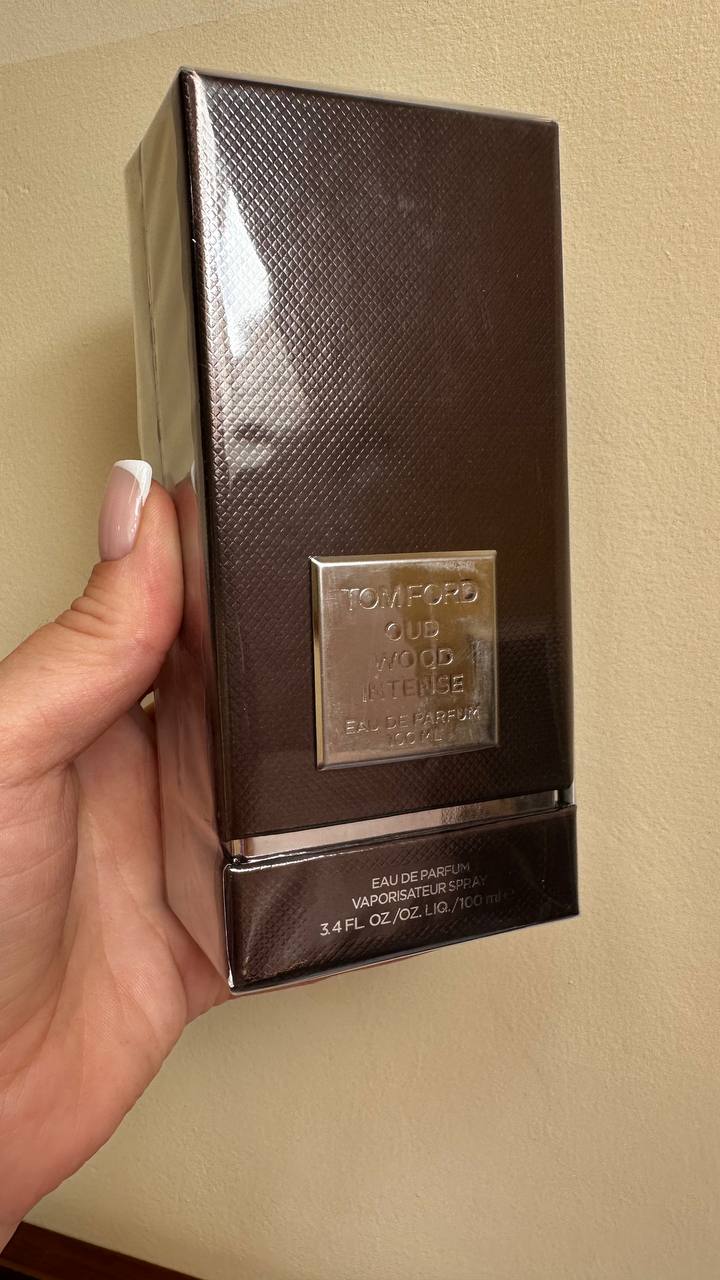 TOM FORD
OUD
WOOD
INTENSE
EAU DE PARFUM
100 ML
EAU DE PARFUM
VAPORISATEUR SPRAY
3.4 FL OZ./OZ. LIQ./100 ml e